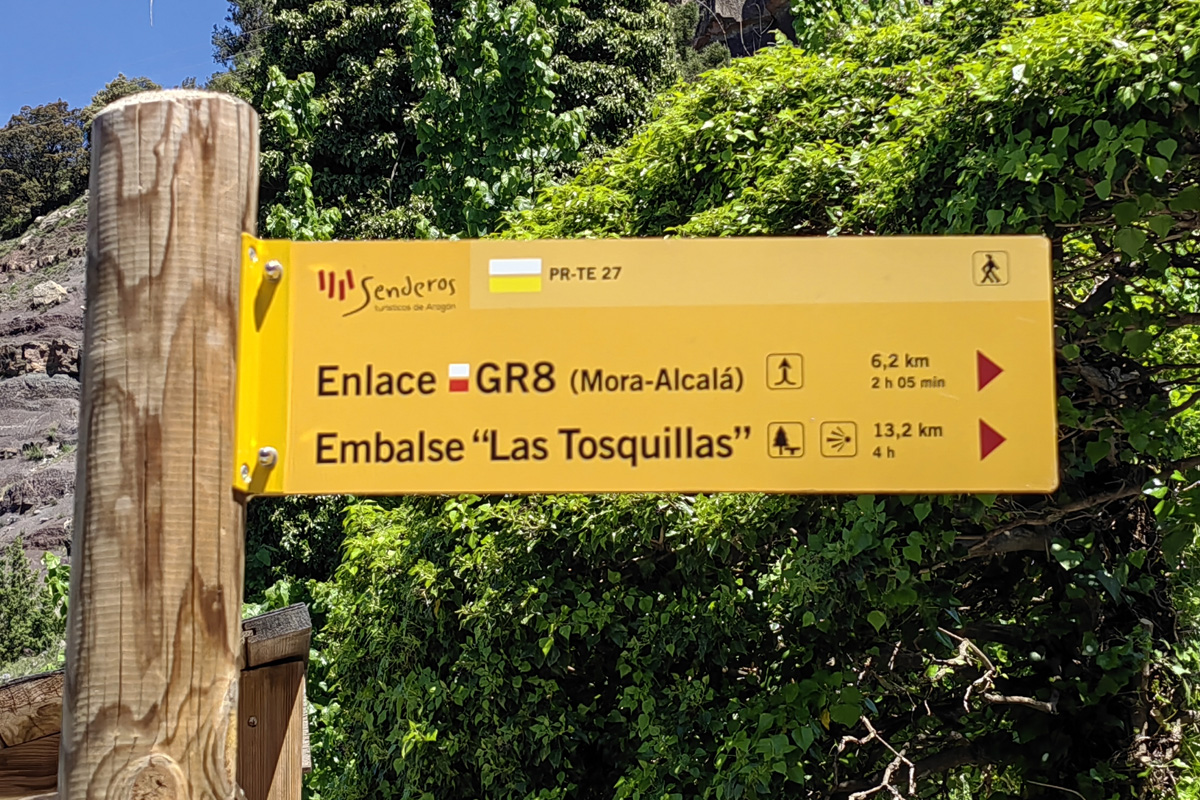 Senderos
turísticos de Aragón
PR-TE 27
Enlace GR8 (Mora-Alcalá) 6,2 km
2 h 05 min
Embalse “Las Tosquillas” 13,2 km
4 h